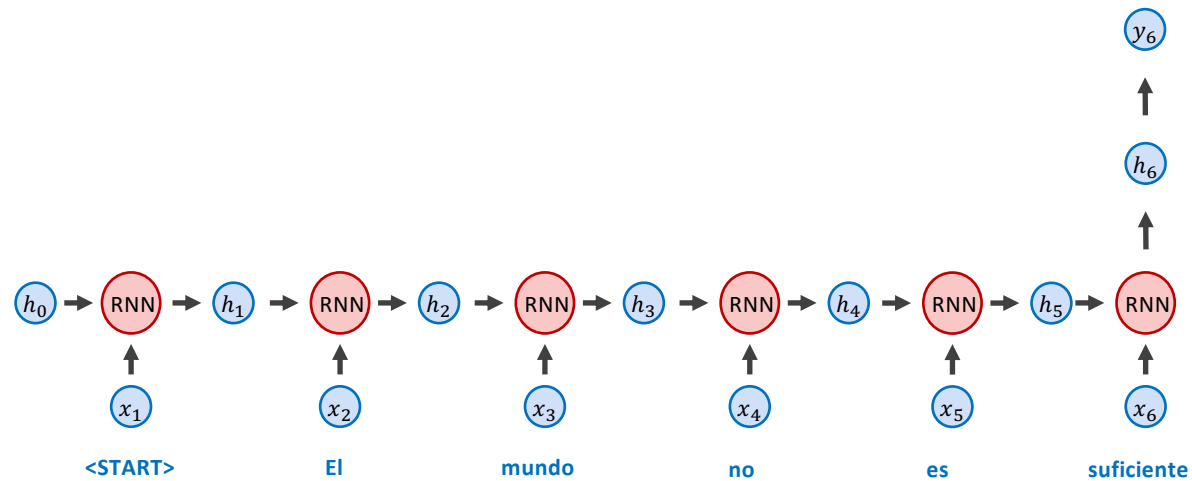 y₆
h₆
h₀ RNN h₁ RNN h₂ RNN h₃ RNN h₄ RNN h₅ RNN
x₁ x₂ x₃ x₄ x₅ x₆
<START> El mundo no es suficiente